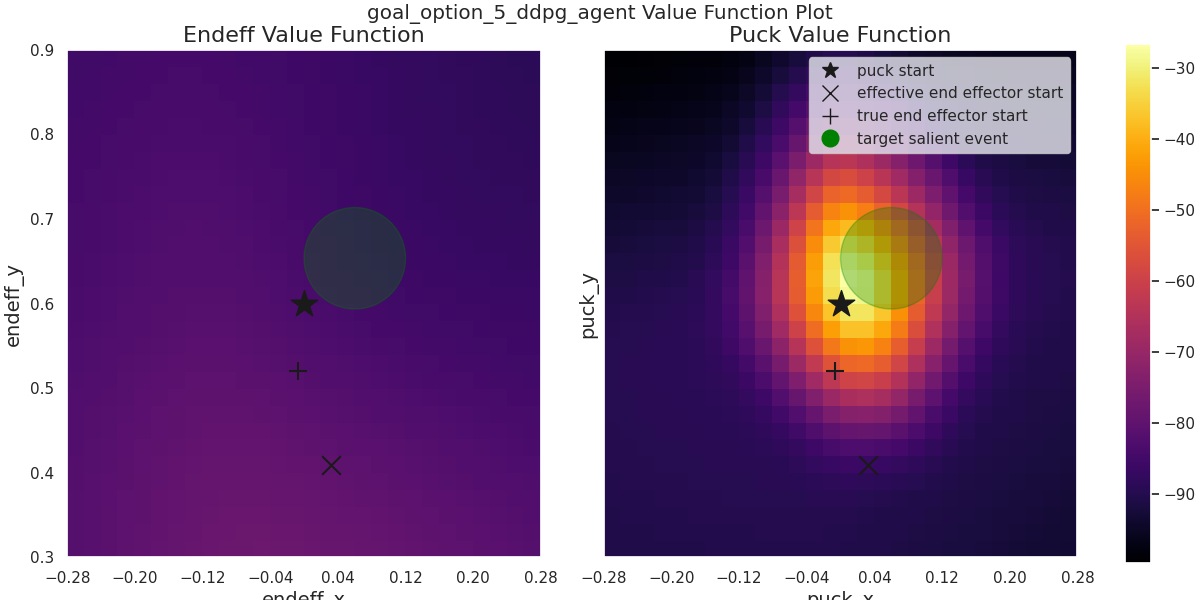 goal_option_5_ddpg_agent Value Function Plot
Endeff Value Function
Puck Value Function
puck start
effective end effector start
true end effector start
target salient event
endeff_y
0.9
0.8
0.7
0.6
0.5
0.4
0.3
−0.28 −0.20 −0.12 −0.04 0.04 0.12 0.20 0.28
endeff_x
puck_y
−0.28 −0.20 −0.12 −0.04 0.04 0.12 0.20 0.28
puck_x
−30
−40
−50
−60
−70
−80
−90